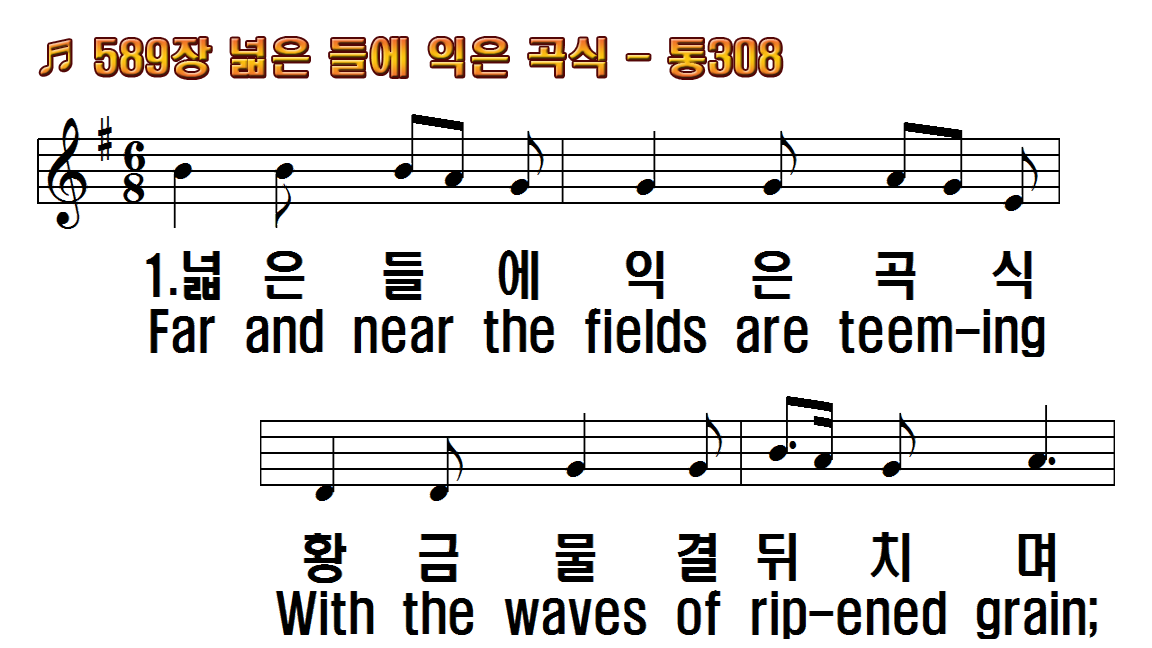 ♬ 589장 넓은 들에 익은 곡식 - 통308
6
8
1.넓 은 들 에 익 은 곡 식
Far and near the fields are teem-ing
황 금 물 결 뒤 치 며
With the waves of rip-ened grain;